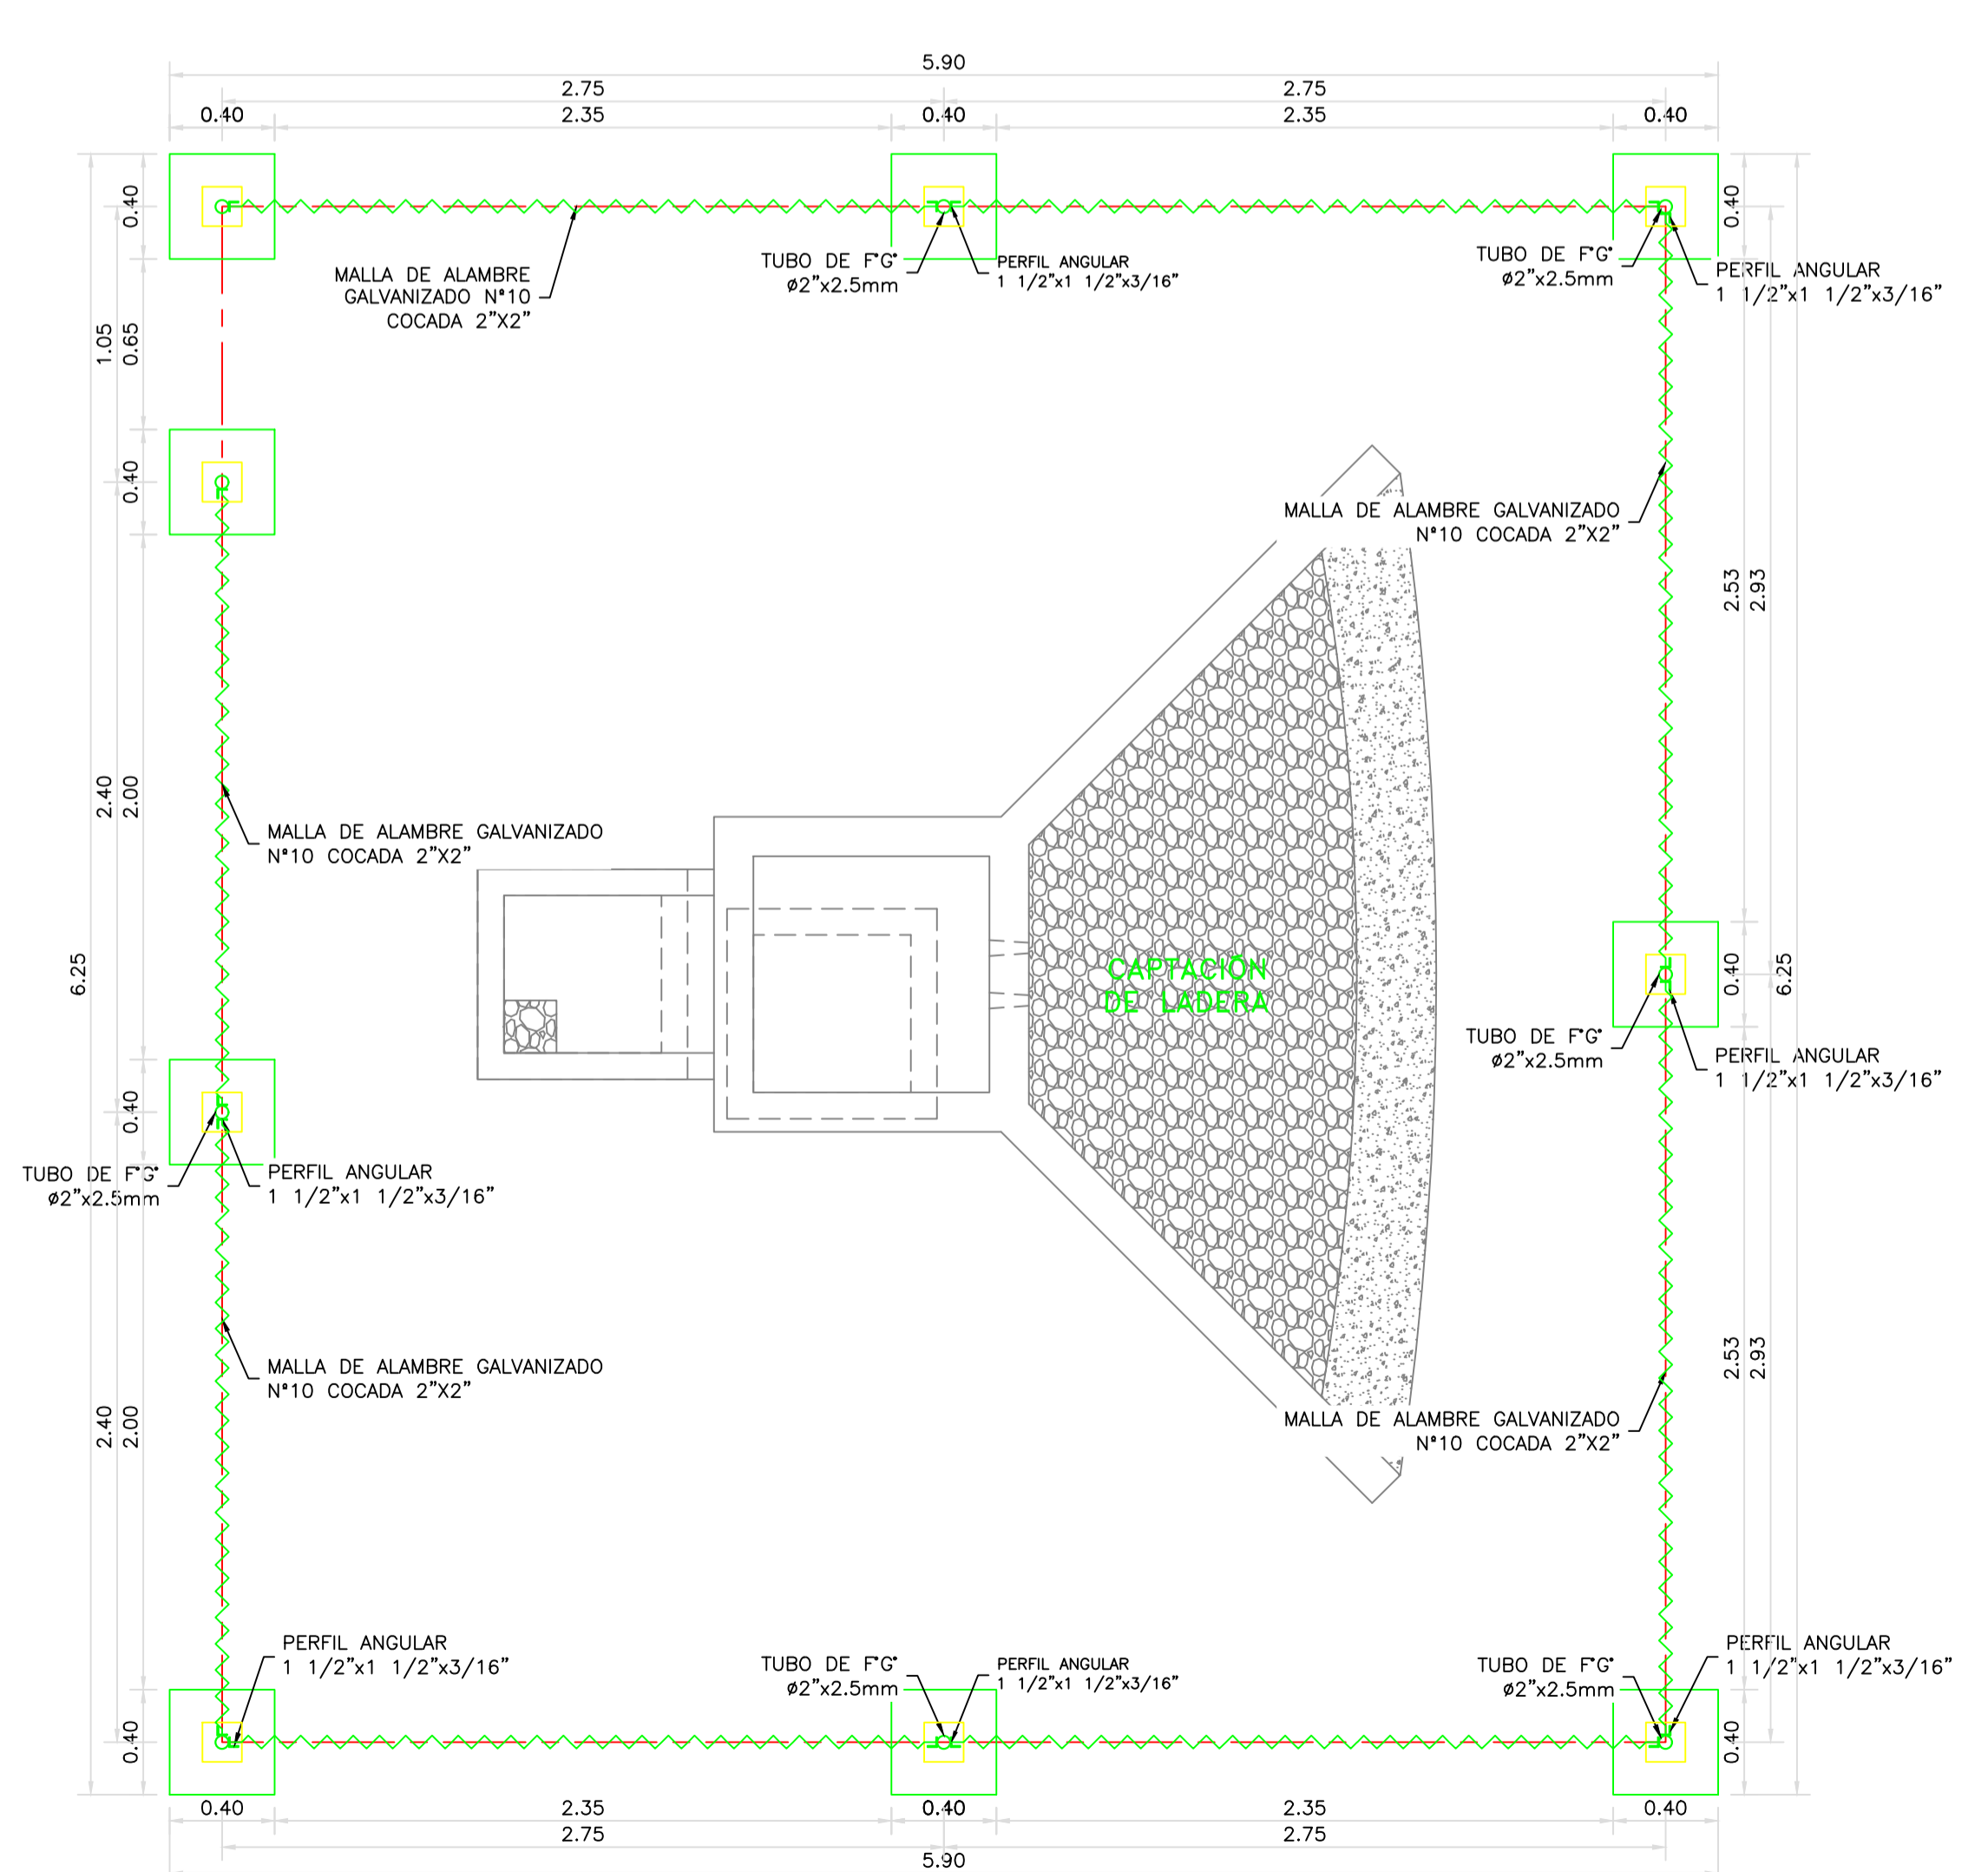 5.90
2.75
2.75
0.40
2.35
0.40
2.35
0.40
0.40
0.40
TUBO DE F°G°
ø2"x2.5mm
PERFIL ANGULAR
1 1/2"x1 1/2"x3/16"
TUBO DE F°G°
ø2"x2.5mm
PERFIL ANGULAR
1 1/2"x1 1/2"x3/16"
MALLA DE ALAMBRE
GALVANIZADO Nº10
COCADA 2"X2"
1.05
0.65
0.40
MALLA DE ALAMBRE GALVANIZADO
Nº10 COCADA 2"X2"
2.53
2.93
2.40
2.00
MALLA DE ALAMBRE GALVANIZADO
Nº10 COCADA 2"X2"
6.25
CAPTACIÓN
DE LADERA
0.40
6.25
TUBO DE F°G°
ø2"x2.5mm
PERFIL ANGULAR
1 1/2"x1 1/2"x3/16"
0.40
TUBO DE F°G°
ø2"x2.5mm
PERFIL ANGULAR
1 1/2"x1 1/2"x3/16"
MALLA DE ALAMBRE GALVANIZADO
Nº10 COCADA 2"X2"
2.53
2.93
2.40
2.00
MALLA DE ALAMBRE GALVANIZADO
Nº10 COCADA 2"X2"
PERFIL ANGULAR
1 1/2"x1 1/2"x3/16"
TUBO DE F°G°
ø2"x2.5mm
PERFIL ANGULAR
1 1/2"x1 1/2"x3/16"
TUBO DE F°G°
ø2"x2.5mm
PERFIL ANGULAR
1 1/2"x1 1/2"x3/16"
0.40
0.40
0.40
2.35
0.40
2.35
0.40
2.75
2.75
5.90